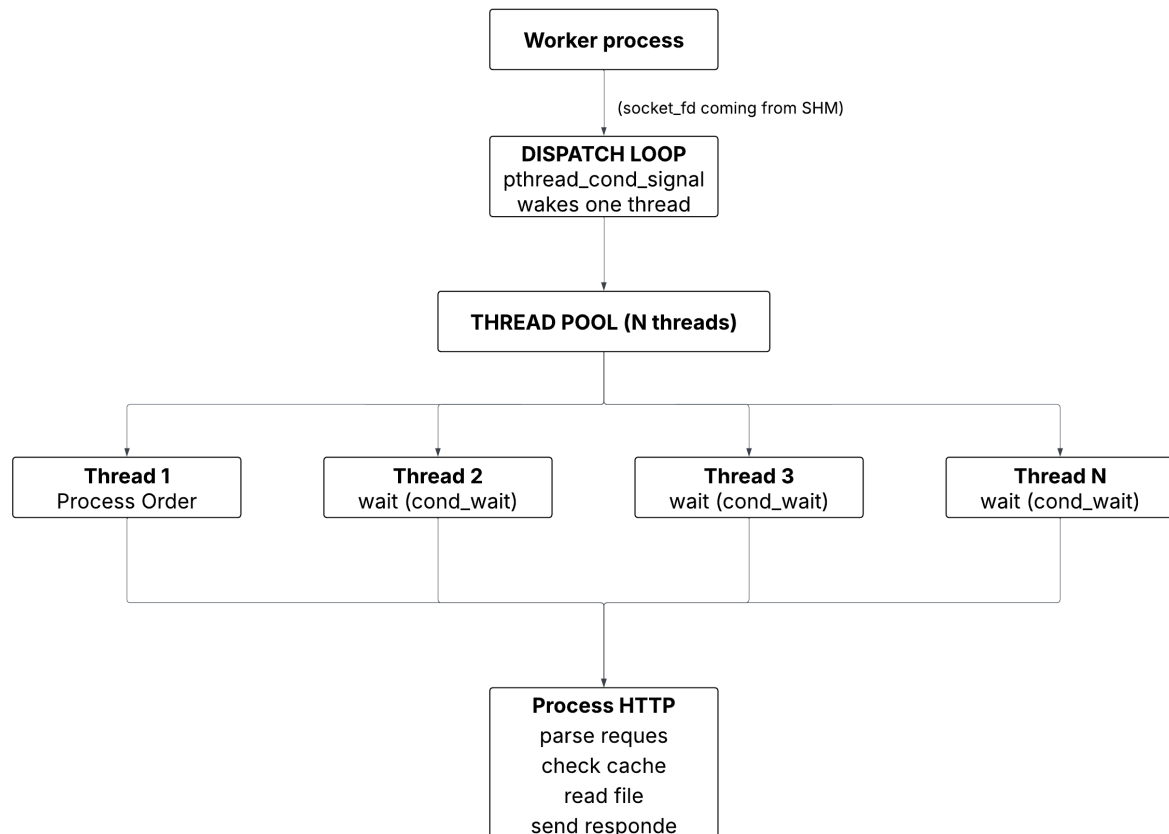 Worker process
(socket_fd coming from SHM)
DISPATCH LOOP
pthread_cond_signal
wakes one thread
THREAD POOL (N threads)
Thread 1
Process Order
Thread 2
wait (cond_wait)
Thread 3
wait (cond_wait)
Thread N
wait (cond_wait)
Process HTTP
parse reques
check cache
read file
send responde